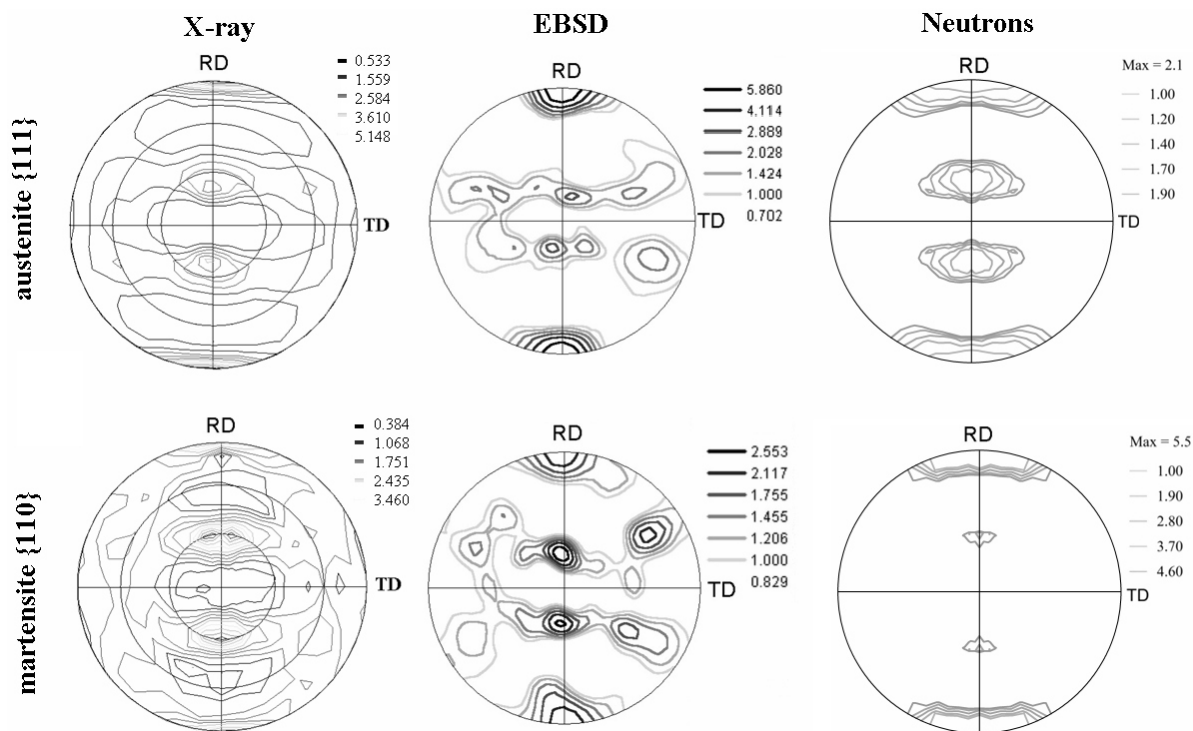 X-ray
EBSD
Neutrons
austenite {111}
RD
TD
0.533
1.559
2.584
3.610
5.148
RD
TD
5.860
4.114
2.889
2.028
1.424
1.000
0.702
RD
TD
Max = 2.1
1.00
1.20
1.40
1.70
1.90
martensite {110}
RD
TD
0.384
1.068
1.751
2.435
3.460
RD
TD
2.553
2.117
1.755
1.455
1.206
1.000
0.829
RD
TD
Max = 5.5
1.00
1.90
2.80
3.70
4.60